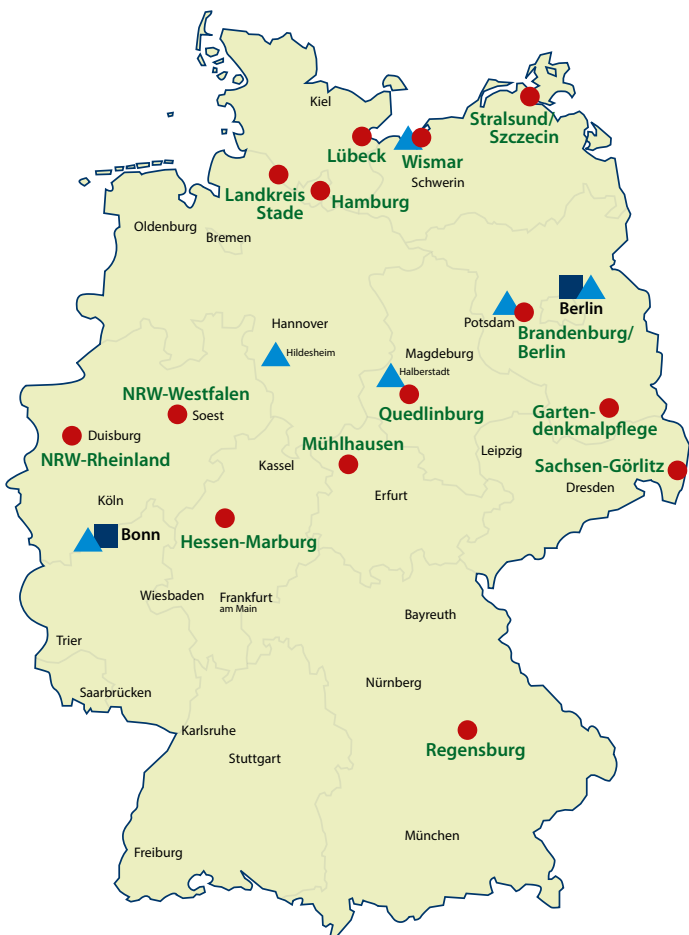 Kiel
Stralsund/
Szczecin
Lübeck
Wismar
Schwerin
Landkreis
Stade
Hamburg
Oldenburg
Bremen
Berlin
Potsdam
Brandenburg/
Berlin
Hannover
Hildesheim
Magdeburg
Halberstadt
NRW-Westfalen
Soest
Quedlinburg
Garten-
denkmalpflege
Duisburg
NRW-Rheinland
Mühlhausen
Kassel
Leipzig
Sachsen-Görlitz
Dresden
Erfurt
Köln
Bonn
Hessen-Marburg
Wiesbaden
Frankfurt
am Main
Bayreuth
Trier
Nürnberg
Saarbrücken
Karlsruhe
Stuttgart
Regensburg
München
Freiburg